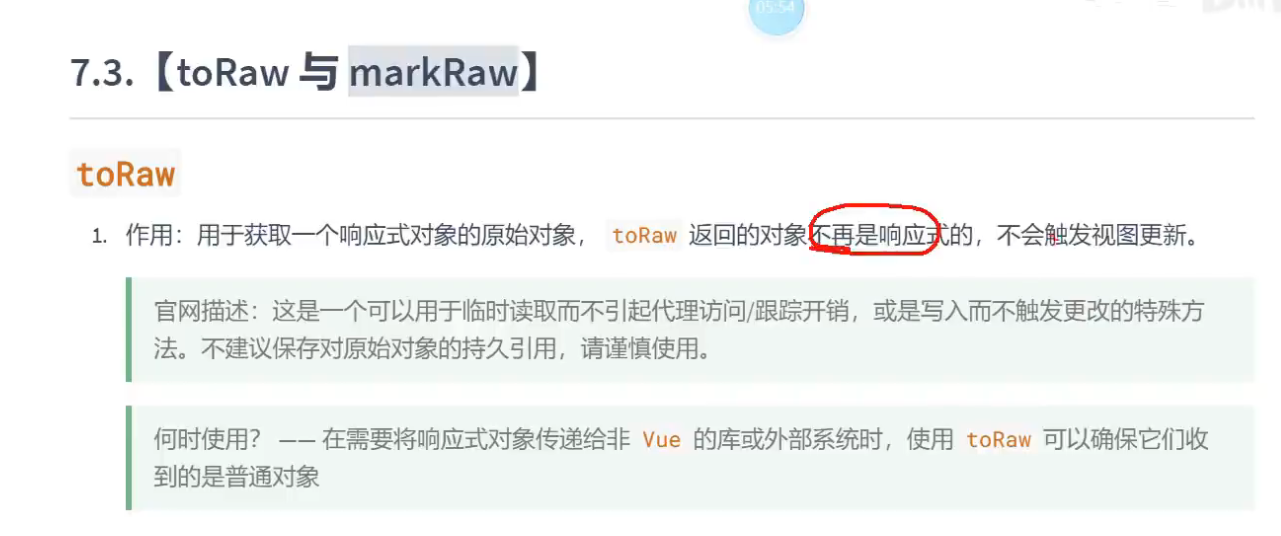 05:54
7.3.【toRaw 与 markRaw】
toRaw
1. 作用：用于获取一个响应式对象的原始对象， toRaw 返回的对象不再是响应式的，不会触发视图更新。
官网描述：这是一个可以用于临时读取而不引起代理访问/跟踪开销，或是写入而不触发更改的特殊方
法。不建议保存对原始对象的持久引用，请谨慎使用。
何时使用？ —— 在需要将响应式对象传递给非 Vue 的库或外部系统时，使用 toRaw 可以确保它们收
到的是普通对象